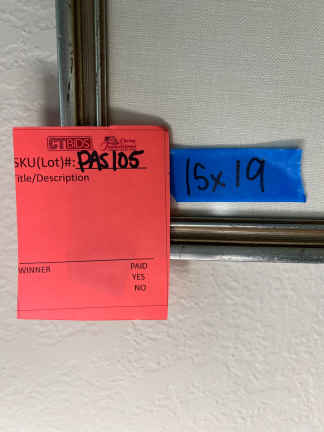 CTBIDS
SKU(Lot)#: PAS105
Title/Description
15x19
WINNER
PAID
YES
NO